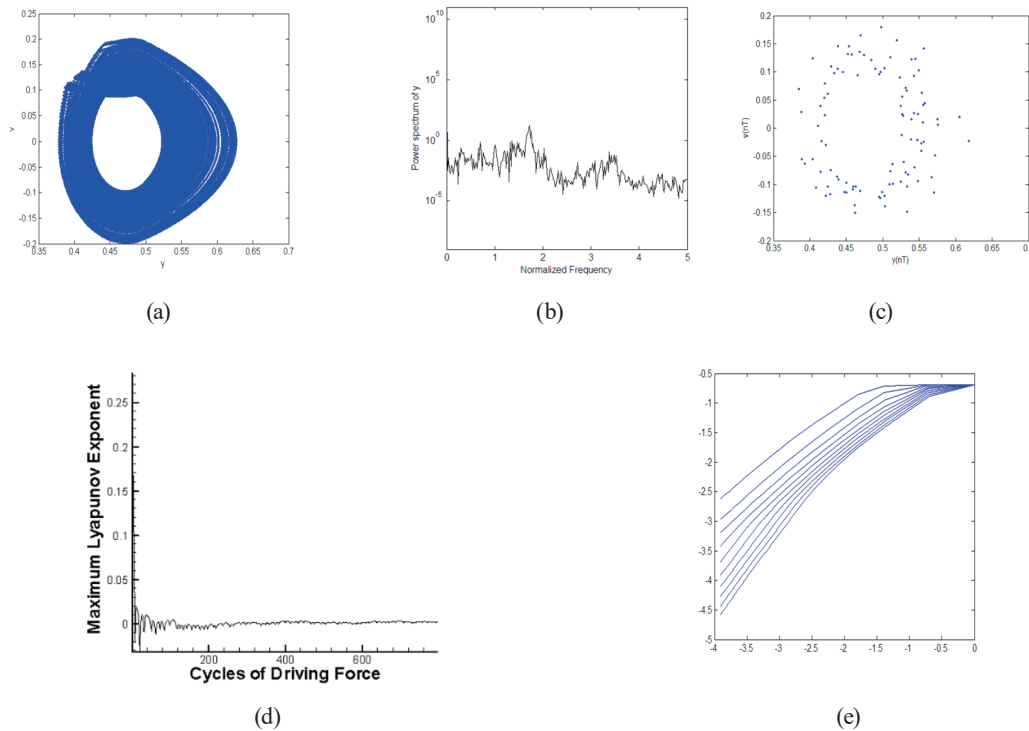 0.25
0.2
0.15
0.1
0.05
0
-0.05
-0.1
-0.15
-0.2
0.35 0.4 0.45 0.5 0.55 0.6 0.65 0.7
v
y
(a)
10^10
10^5
10^0
10^-5
0 1 2 3 4 5
Power spectrum of y
Normalized Frequency
(b)
0.2
0.15
0.1
0.05
0
-0.05
-0.1
-0.15
-0.2
0.35 0.4 0.45 0.5 0.55 0.6 0.65 0.7
v(nT)
y(nT)
(c)
0.25
0.2
0.15
0.1
0.05
0
200 400 600
Maximum Lyapunov Exponent
Cycles of Driving Force
(d)
-0.5
-1
-1.5
-2
-2.5
-3
-3.5
-4
-4.5
-5
-4 -3.5 -3 -2.5 -2 -1.5 -1 -0.5 0
(e)